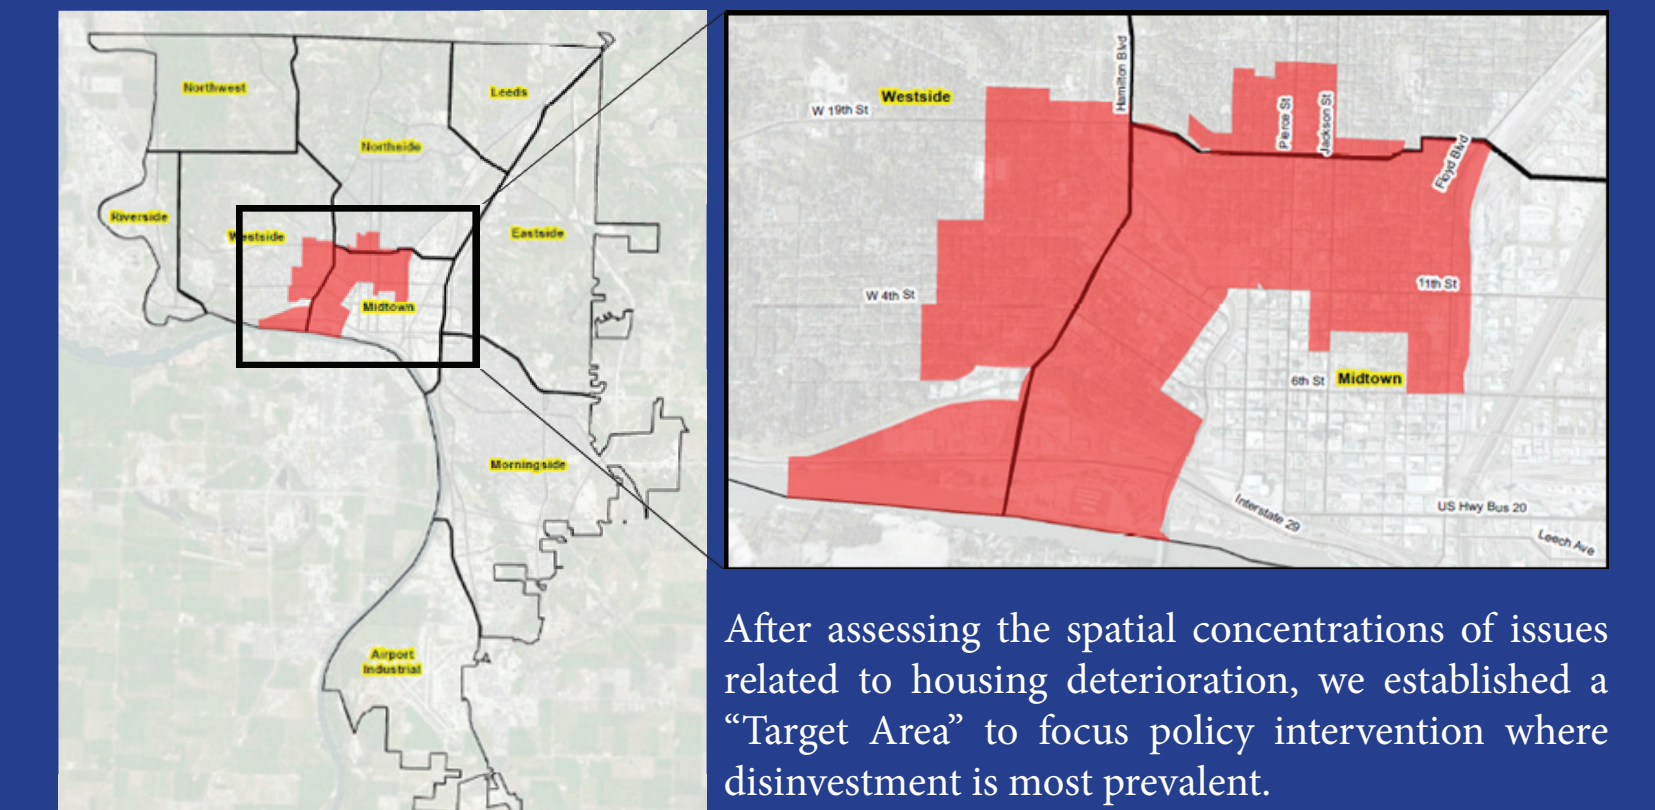 Northwest
Leeds
Northside
Riverside
Westside
Eastside
Midtown
Morningside
Airport
Industrial
Hamilton Blvd
Westside
W 19th St
Pierce St
Jackson St
Floyd Blvd
W 4th St
11th St
6th St
Midtown
Interstate 29
US Hwy Bus 20
Leech Ave
After assessing the spatial concentrations of issues
related to housing deterioration, we established a
“Target Area” to focus policy intervention where
disinvestment is most prevalent.